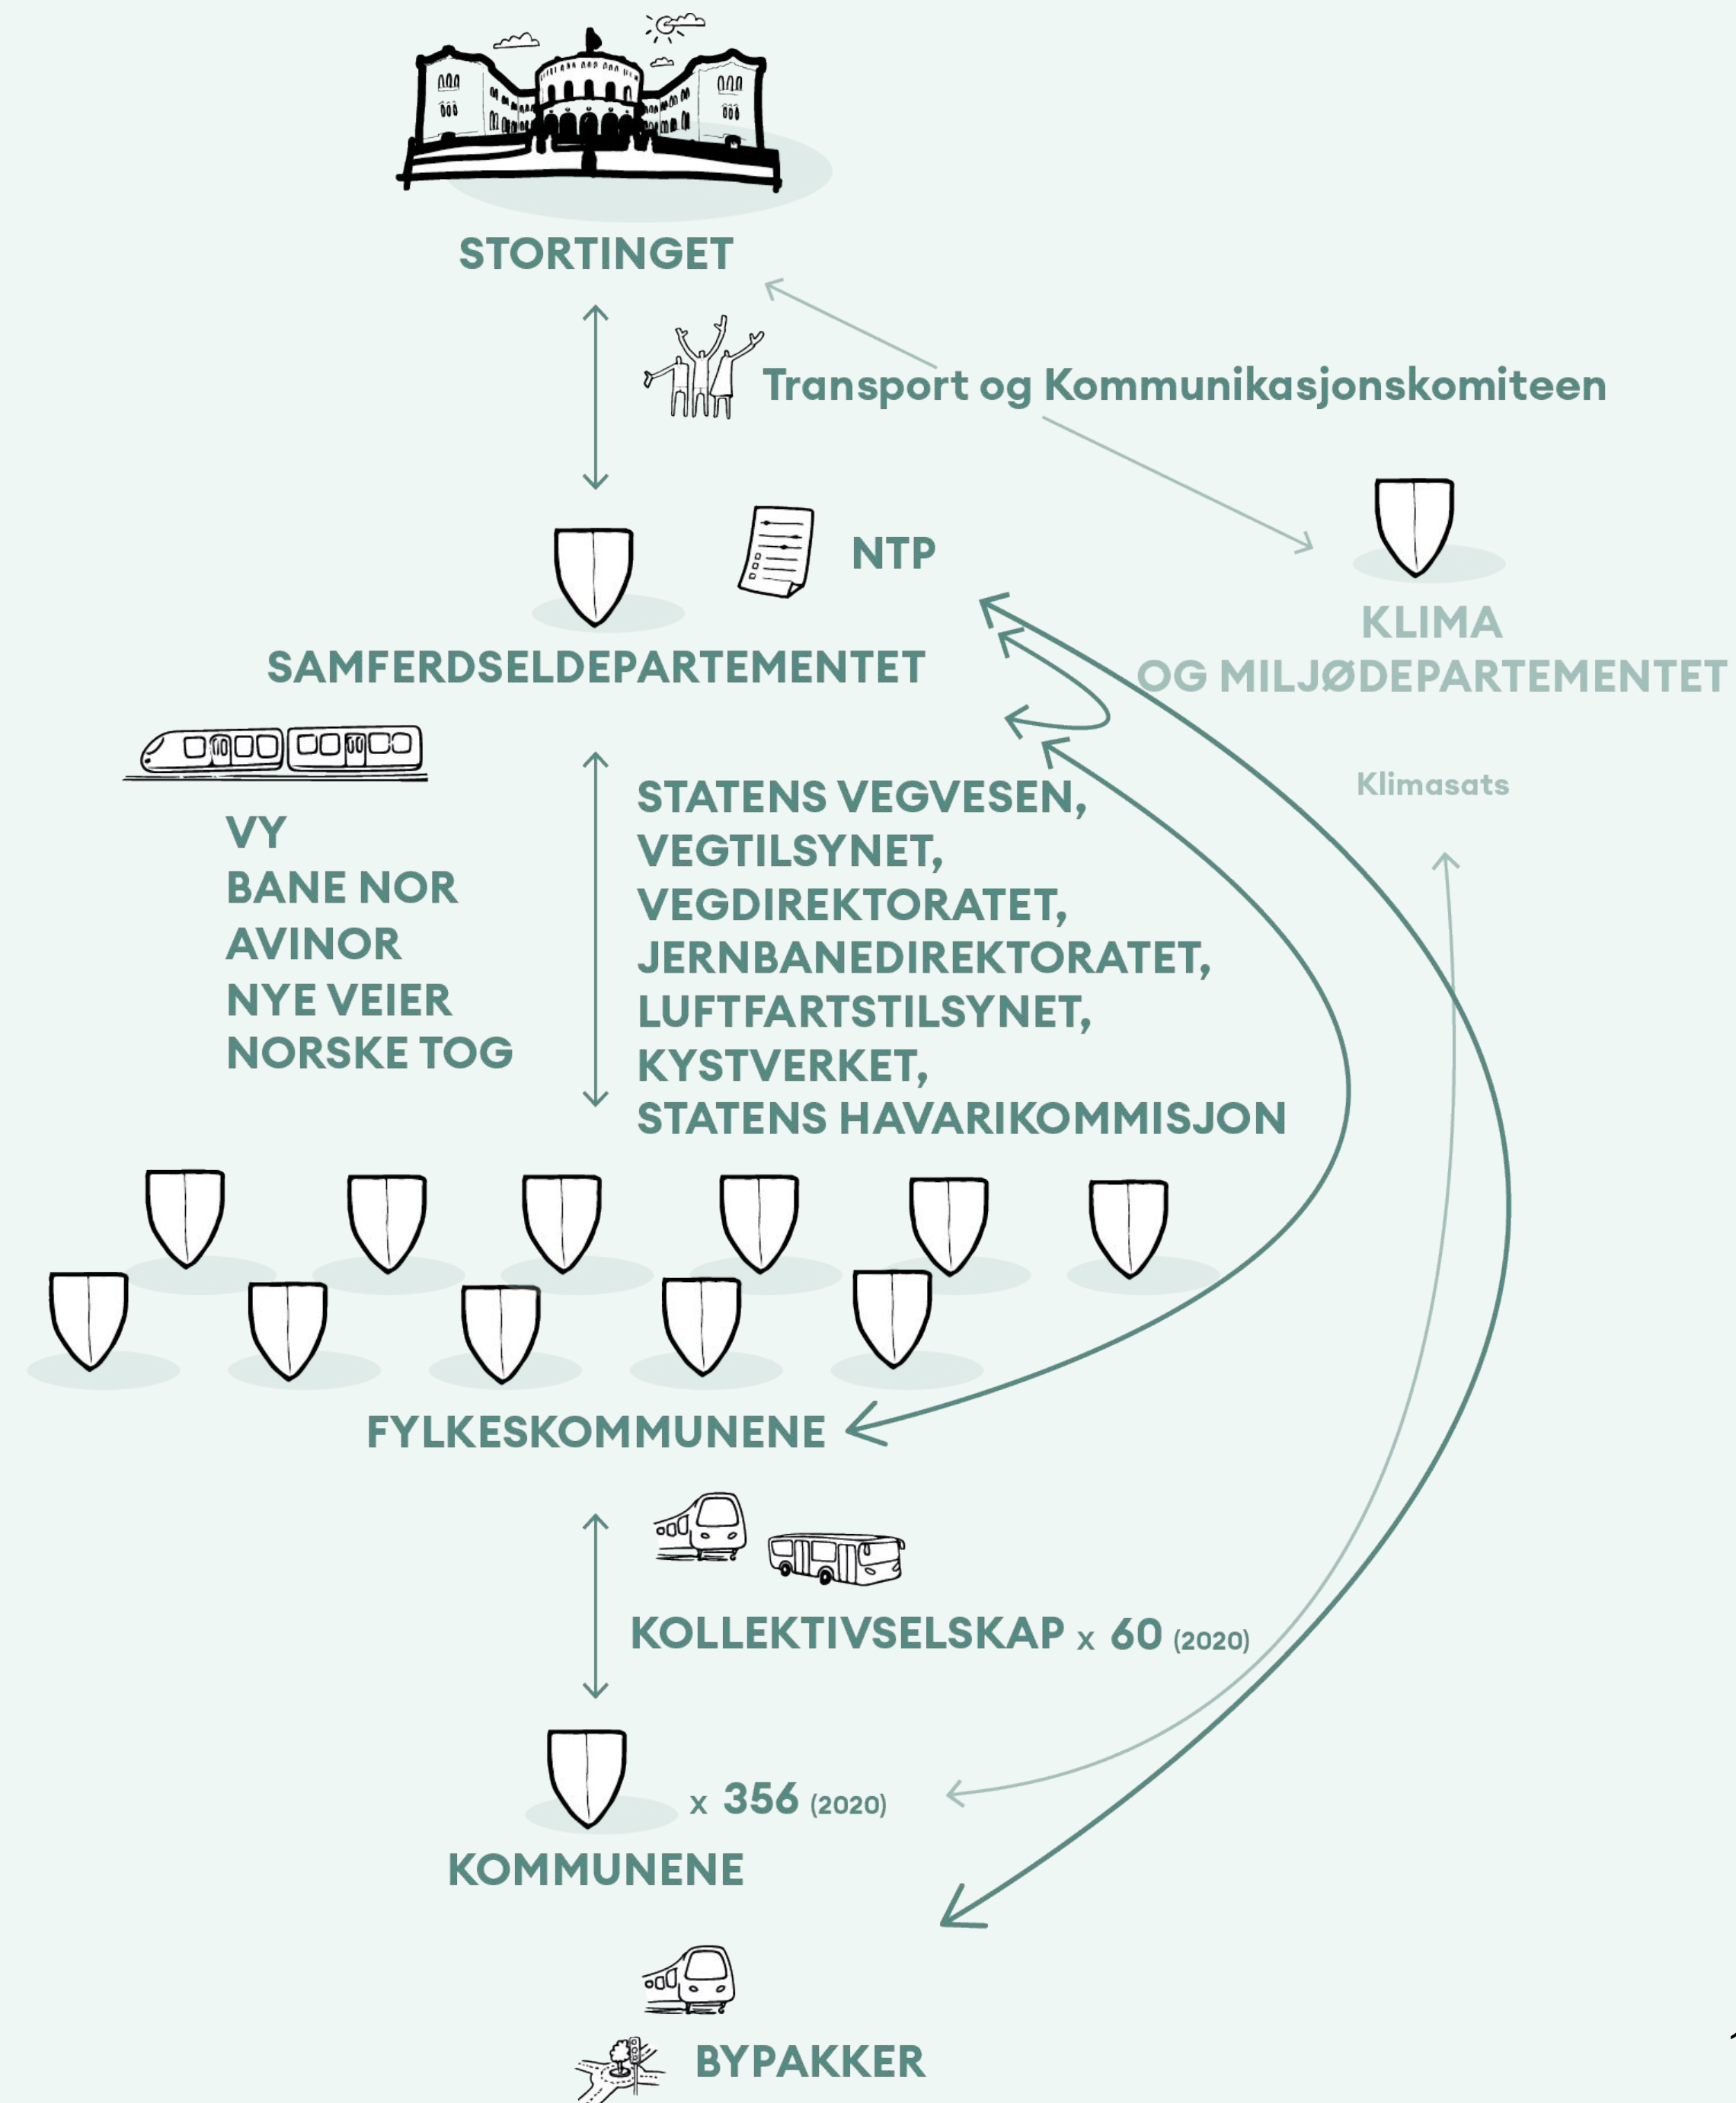 STORTINGET
Transport og Kommunikasjonskomiteen
NTP
SAMFERDSELDEPARTEMENTET
KLIMA
OG MILJØDEPARTEMENTET
Klimasats
VY
BANE NOR
AVINOR
NYE VEIER
NORSKE TOG
STATENS VEGVESEN,
VEGTILSYNET,
VEGDIREKTORATET,
JERNBANEDIREKTORATET,
LUFTFARTSTILSYNET,
KYSTVERKET,
STATENS HAVARIKOMMISJON
FYLKESKOMMUNENE
KOLLEKTIVSELSKAP x 60 (2020)
x 356 (2020)
KOMMUNENE
BYPAKKER